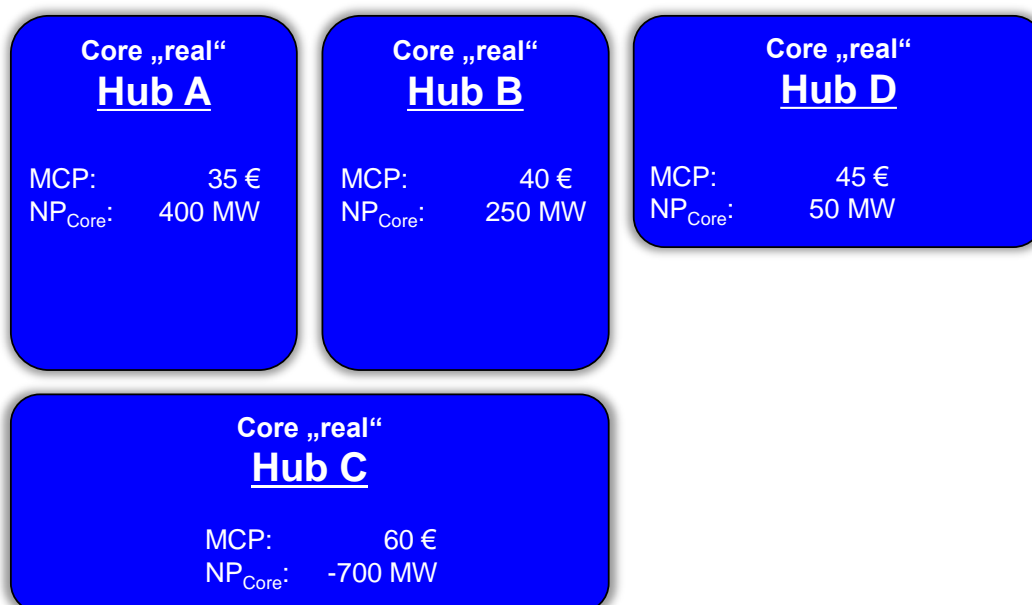 Core „real“
Hub A
MCP: 35 €
NPCore: 400 MW
Core „real“
Hub B
MCP: 40 €
NPCore: 250 MW
Core „real“
Hub D
MCP: 45 €
NPCore: 50 MW
Core „real“
Hub C
MCP: 60 €
NPCore: -700 MW